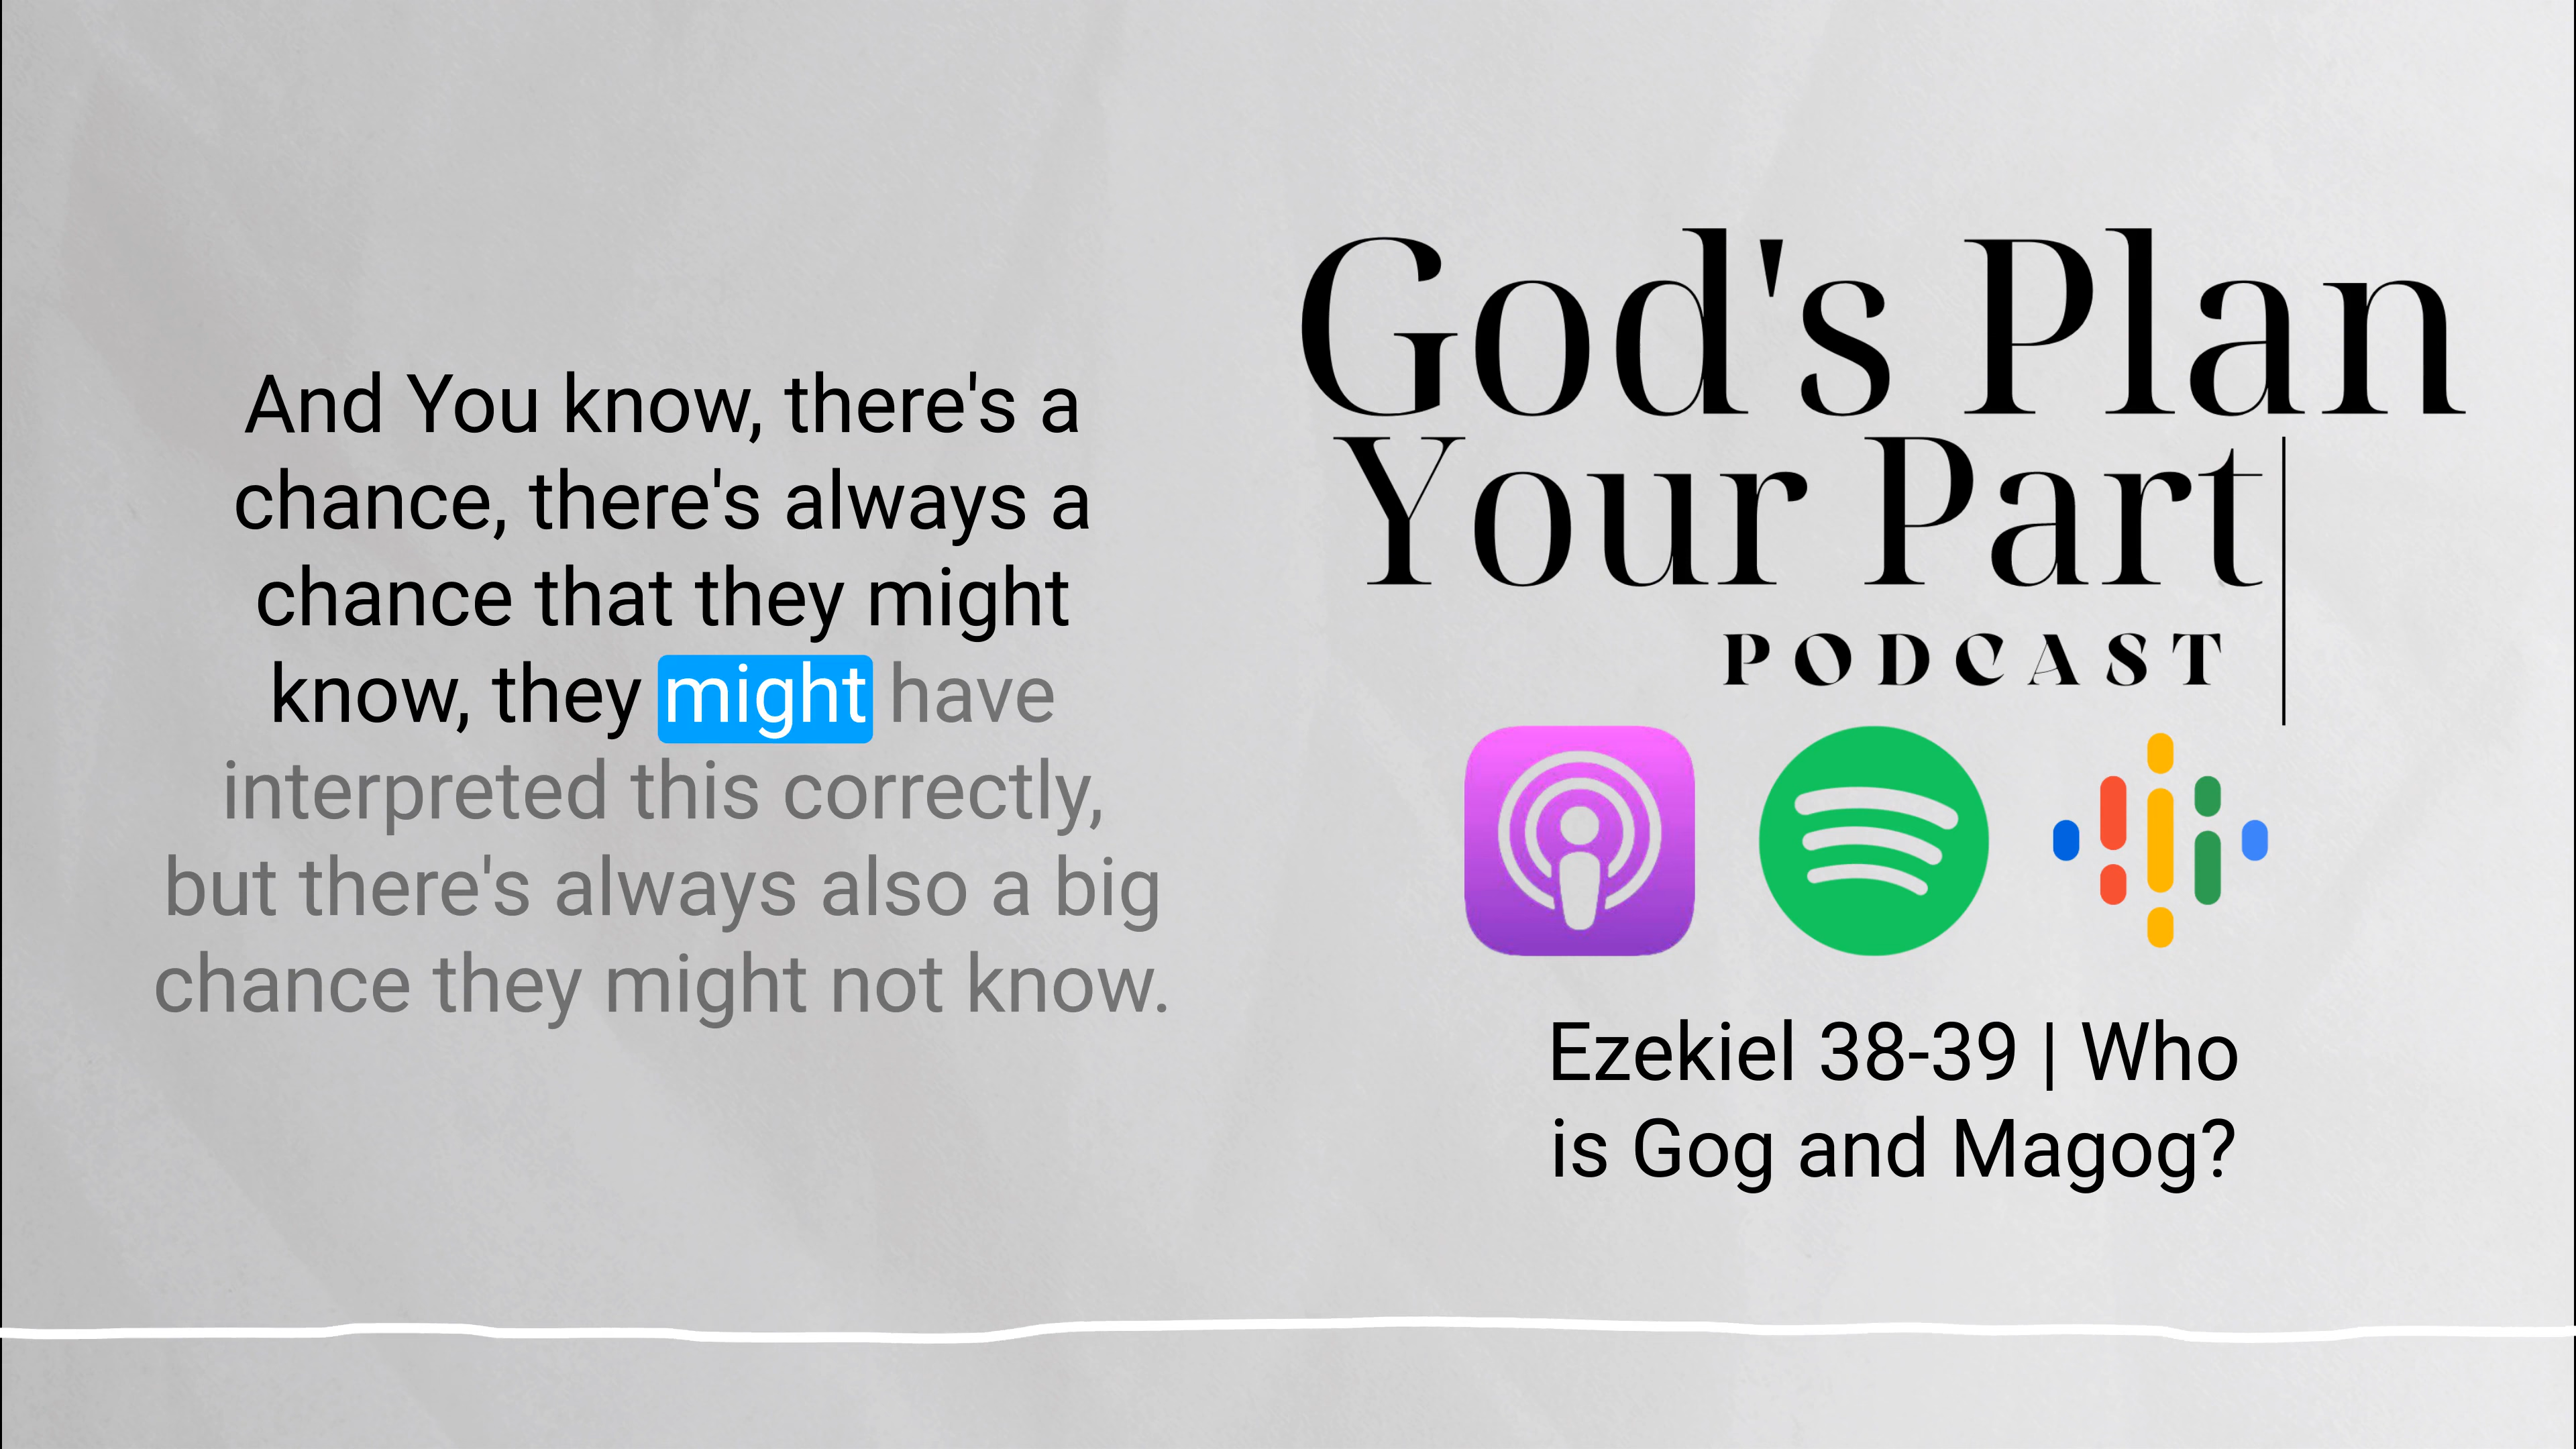 And You know, there's a
chance, there's always a
chance that they might
know, they might have
interpreted this correctly,
but there's always also a big
chance they might not know.
God's Plan
Your Part
PODCAST
Ezekiel 38-39 | Who
is Gog and Magog?